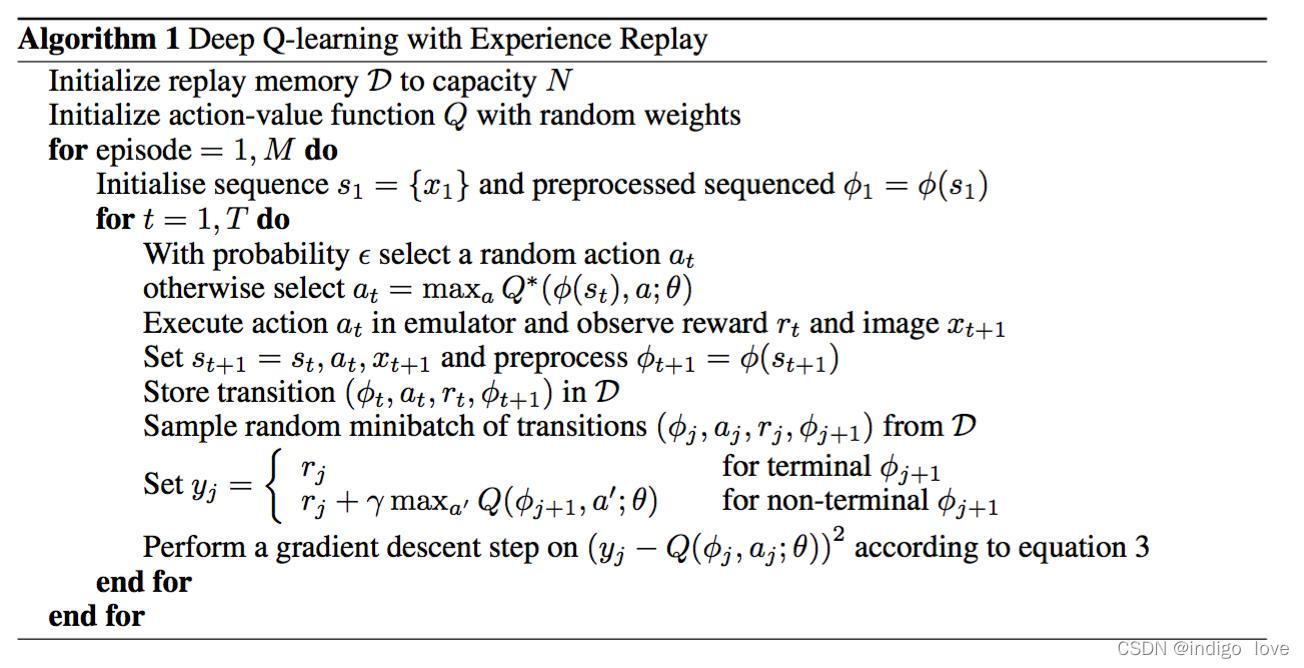 Algorithm 1 Deep Q-learning with Experience Replay
Initialize replay memory 𝒟 to capacity N
Initialize action-value function Q with random weights
for episode = 1, M do
Initialise sequence s₁ = {x₁} and preprocessed sequenced ϕ₁ = ϕ(s₁)
for t = 1, T do
With probability ϵ select a random action aₜ
otherwise select aₜ = maxₐ Q*(ϕ(sₜ), a; θ)
Execute action aₜ in emulator and observe reward rₜ and image xₜ₊₁
Set sₜ₊₁ = sₜ, aₜ, xₜ₊₁ and preprocess ϕₜ₊₁ = ϕ(sₜ₊₁)
Store transition (ϕₜ, aₜ, rₜ, ϕₜ₊₁) in 𝒟
Sample random minibatch of transitions (ϕⱼ, aⱼ, rⱼ, ϕⱼ₊₁) from 𝒟
Set yⱼ = { rⱼ for terminal ϕⱼ₊₁
rⱼ + γ maxₐ′ Q(ϕⱼ₊₁, a′; θ) for non-terminal ϕⱼ₊₁
Perform a gradient descent step on (yⱼ − Q(ϕⱼ, aⱼ; θ))² according to equation 3
end for
end for
CSDN @indigo love